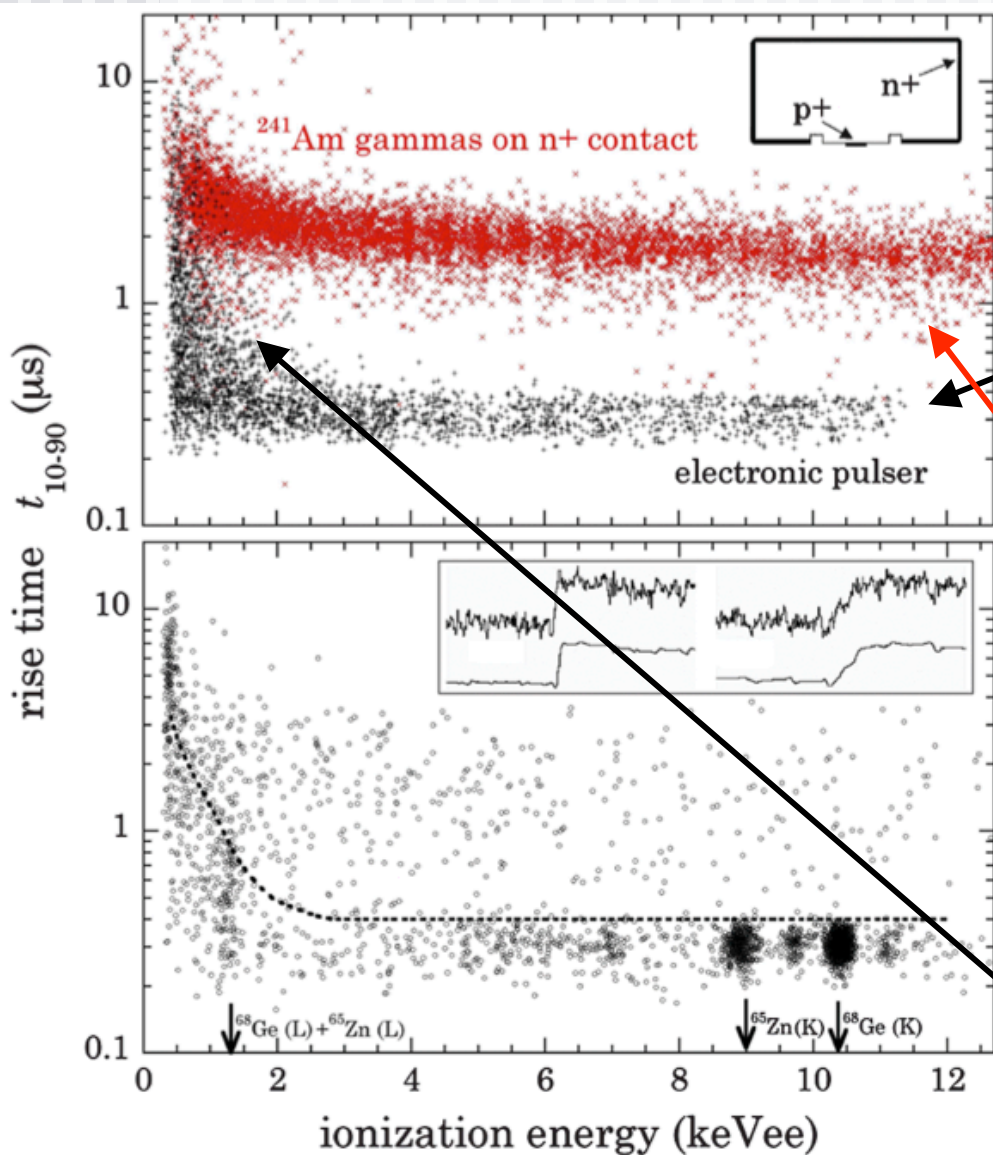 10
1
0.1
²⁴¹Am gammas on n+ contact
n+
p+
electronic pulser
rise time t₁₀₋₉₀ (μs)
10
1
0.1
⁶⁸Ge (L) + ⁶⁵Zn (L)
⁶⁵Zn (K)
⁶⁸Ge (K)
0 2 4 6 8 10 12
ionization energy (keVee)